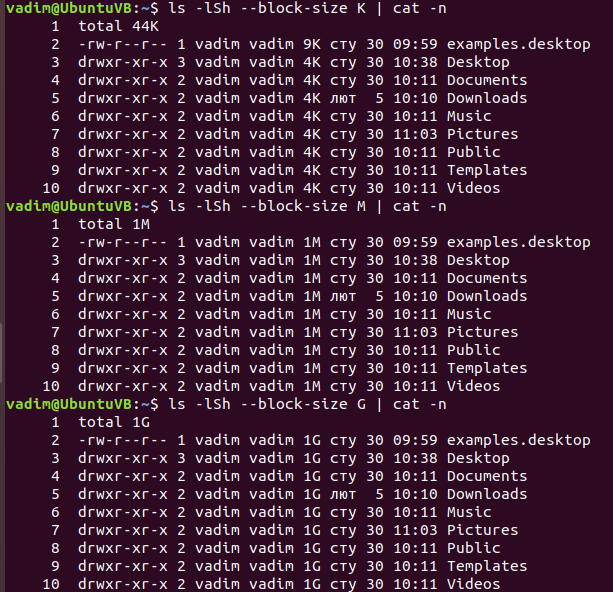 vadim@UbuntuVB:~$ ls -lSh --block-size K | cat -n
     1  total 44K
     2  -rw-r--r-- 1 vadim vadim 9K сту 30 09:59 examples.desktop
     3  drwxr-xr-x 3 vadim vadim 4K сту 30 10:38 Desktop
     4  drwxr-xr-x 2 vadim vadim 4K сту 30 10:11 Documents
     5  drwxr-xr-x 2 vadim vadim 4K лют  5 10:10 Downloads
     6  drwxr-xr-x 2 vadim vadim 4K сту 30 10:11 Music
     7  drwxr-xr-x 2 vadim vadim 4K сту 30 11:03 Pictures
     8  drwxr-xr-x 2 vadim vadim 4K сту 30 10:11 Public
     9  drwxr-xr-x 2 vadim vadim 4K сту 30 10:11 Templates
    10  drwxr-xr-x 2 vadim vadim 4K сту 30 10:11 Videos
vadim@UbuntuVB:~$ ls -lSh --block-size M | cat -n
     1  total 1M
     2  -rw-r--r-- 1 vadim vadim 1M сту 30 09:59 examples.desktop
     3  drwxr-xr-x 3 vadim vadim 1M сту 30 10:38 Desktop
     4  drwxr-xr-x 2 vadim vadim 1M сту 30 10:11 Documents
     5  drwxr-xr-x 2 vadim vadim 1M лют  5 10:10 Downloads
     6  drwxr-xr-x 2 vadim vadim 1M сту 30 10:11 Music
     7  drwxr-xr-x 2 vadim vadim 1M сту 30 11:03 Pictures
     8  drwxr-xr-x 2 vadim vadim 1M сту 30 10:11 Public
     9  drwxr-xr-x 2 vadim vadim 1M сту 30 10:11 Templates
    10  drwxr-xr-x 2 vadim vadim 1M сту 30 10:11 Videos
vadim@UbuntuVB:~$ ls -lSh --block-size G | cat -n
     1  total 1G
     2  -rw-r--r-- 1 vadim vadim 1G сту 30 09:59 examples.desktop
     3  drwxr-xr-x 3 vadim vadim 1G сту 30 10:38 Desktop
     4  drwxr-xr-x 2 vadim vadim 1G сту 30 10:11 Documents
     5  drwxr-xr-x 2 vadim vadim 1G лют  5 10:10 Downloads
     6  drwxr-xr-x 2 vadim vadim 1G сту 30 10:11 Music
     7  drwxr-xr-x 2 vadim vadim 1G сту 30 11:03 Pictures
     8  drwxr-xr-x 2 vadim vadim 1G сту 30 10:11 Public
     9  drwxr-xr-x 2 vadim vadim 1G сту 30 10:11 Templates
    10  drwxr-xr-x 2 vadim vadim 1G сту 30 10:11 Videos